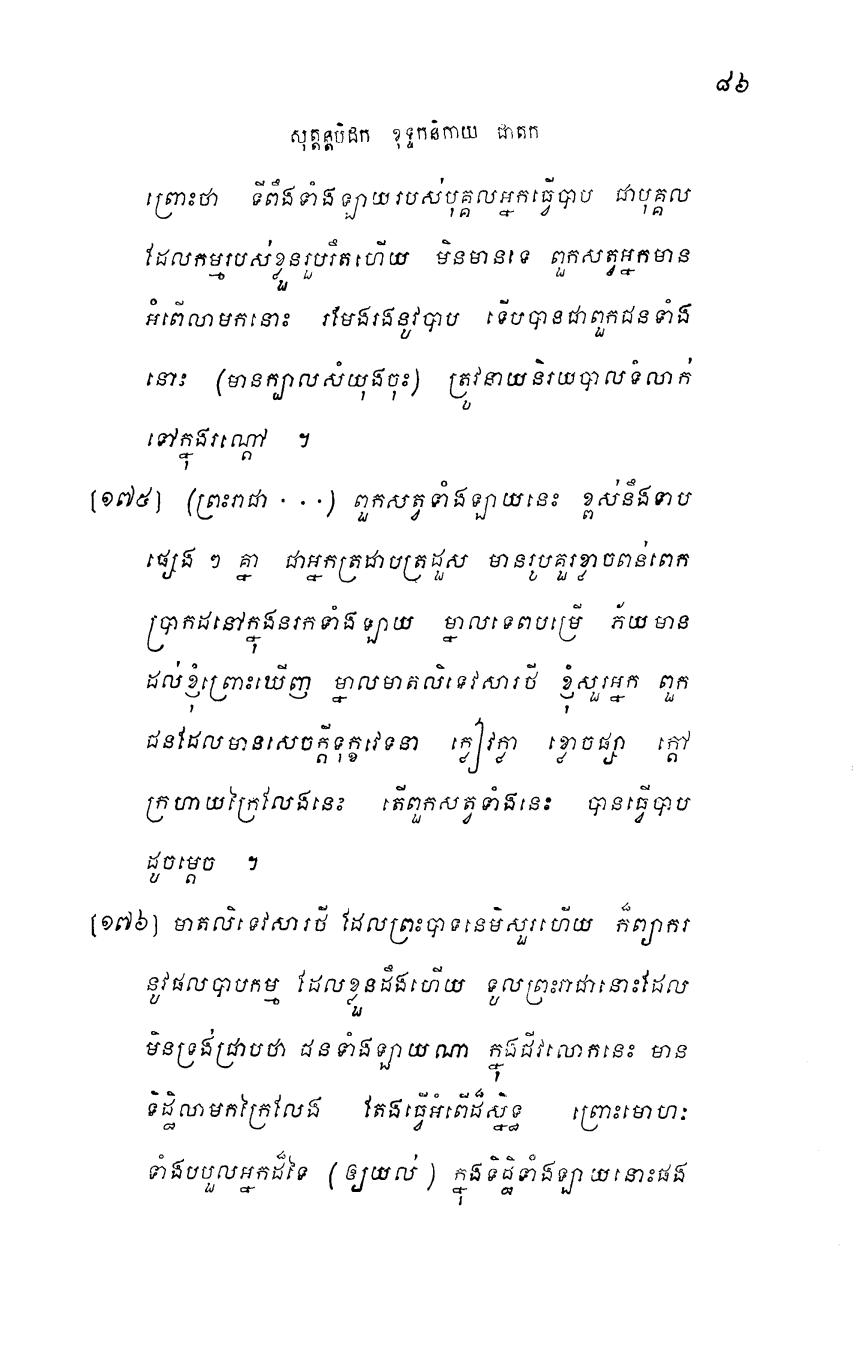 ៨៦
សុត្តន្តបិដក ខុទ្ទកនិកាយ ជាតក
ព្រោះថា ទីពឹងទាំងឡាយរបស់បុគ្គលអ្នកធ្វើបាប ជាបុគ្គល
ដែលកម្មរបស់ខ្លួនរួបរឹតហើយ មិនមានទេ ពួកសត្វអ្នកមាន
អំពើលាមកនោះ រមែងរងនូវបាប ទើបបានជាពួកជនទាំង
នោះ (មានក្បាលសំយុងចុះ) ត្រូវនាយនិរយបាលទំលាក់
ទៅក្នុងរណ្តៅ ។
[១៧៥] (ព្រះរាជា . . .) ពួកសត្វទាំងឡាយនេះ ខ្ពស់នឹងទាប
ផ្សេង ៗ គ្នា ជាអ្នកត្រដាបត្រដួស មានរូបគួរខ្លាចពន់ពេក
ប្រាកដនៅក្នុងនរកទាំងឡាយ ម្នាលទេពបម្រើ ភ័យមាន
ដល់ខ្ញុំព្រោះឃើញ ម្នាលមាតលិទេវសារថី ខ្ញុំសួរអ្នក ពួក
ជនដែលមានសេចក្តីទុក្ខវេទនា ក្លៀវក្លា ខ្លោចផ្សា ក្តៅ
ក្រហាយក្រៃលែងនេះ តើពួកសត្វទាំងនេះ បានធ្វើបាប
ដូចម្តេច ។
[១៧៦] មាតលិទេវសារថី ដែលព្រះបាទនេមិសួរហើយ ក៏ព្យាករ
នូវផលបាបកម្ម ដែលខ្លួនដឹងហើយ ទូលព្រះរាជានោះដែល
មិនទ្រង់ជ្រាបថា ជនទាំងឡាយណា ក្នុងជីវលោកនេះ មាន
ទិដ្ឋិលាមកក្រៃលែង តែងធ្វើអំពើដ៏ស្និទ្ធ ព្រោះមោហៈ
ទាំងបបួលអ្នកដ៏ទៃ (ឲ្យយល់) ក្នុងទិដ្ឋិទាំងឡាយនោះផង